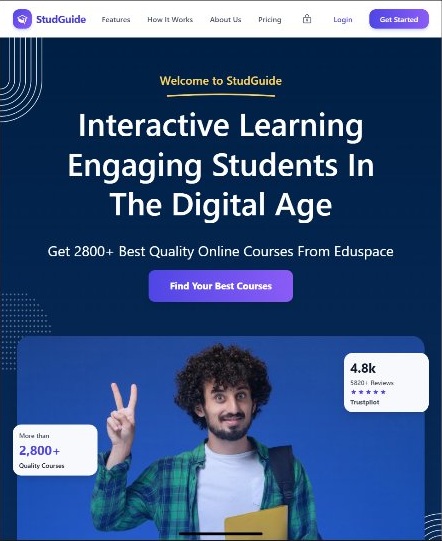 StudGuide
Features
How It Works
About Us
Pricing
Login
Get Started
Welcome to StudGuide
Interactive Learning
Engaging Students In
The Digital Age
Get 2800+ Best Quality Online Courses From Eduspace
Find Your Best Courses
4.8k
5820+ Reviews
★★★★★
Trustpilot
More than
2,800+
Quality Courses